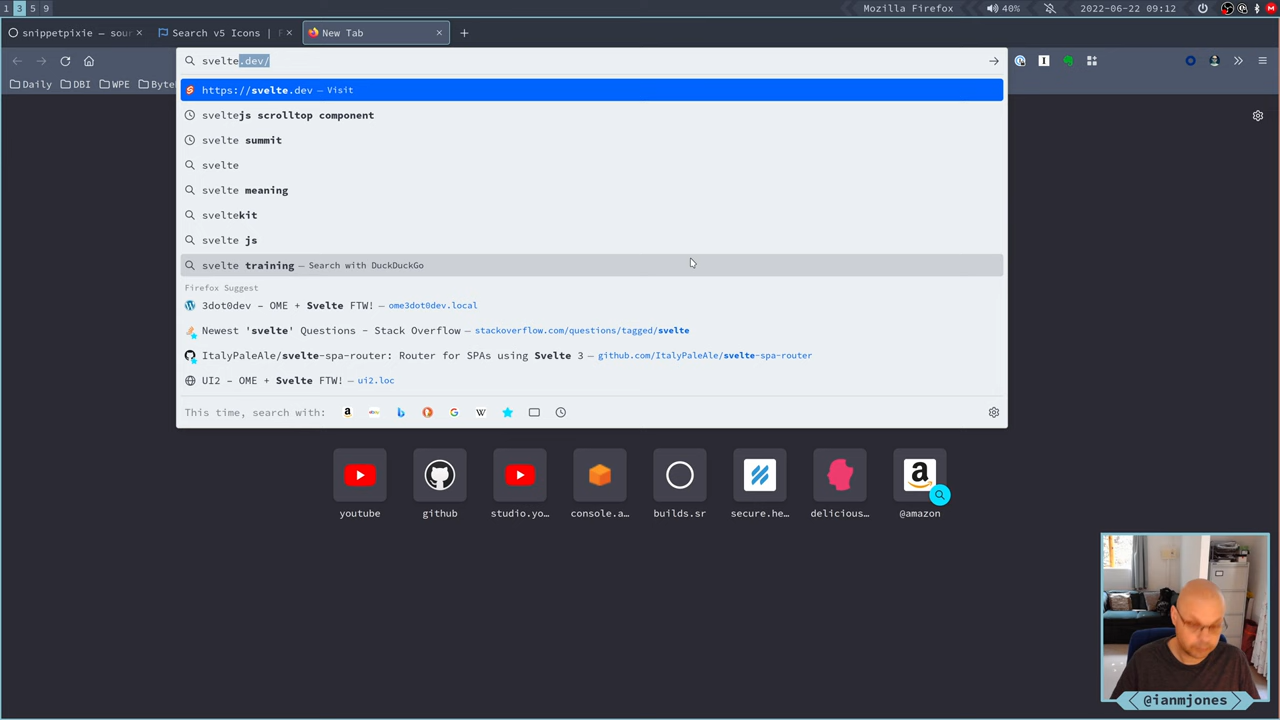 1 3 5 9
Mozilla Firefox
40%
2022-06-22 09:12
snippetpixie — sour
Search v5 Icons | F
New Tab
svelte.dev/
Daily
DBI
WPE
Byte
https://svelte.dev — Visit
sveltejs scrolltop component
svelte summit
svelte
svelte meaning
sveltekit
svelte js
svelte training — Search with DuckDuckGo
Firefox Suggest
3dot0dev – OME + Svelte FTW! — ome3dot0dev.local
Newest 'svelte' Questions - Stack Overflow — stackoverflow.com/questions/tagged/svelte
ItalyPaleAle/svelte-spa-router: Router for SPAs using Svelte 3 — github.com/ItalyPaleAle/svelte-spa-router
UI2 – OME + Svelte FTW! — ui2.loc
This time, search with:
youtube
github
studio.yo…
console.a…
builds.sr
secure.he…
delicious…
@amazon
@ianmjones